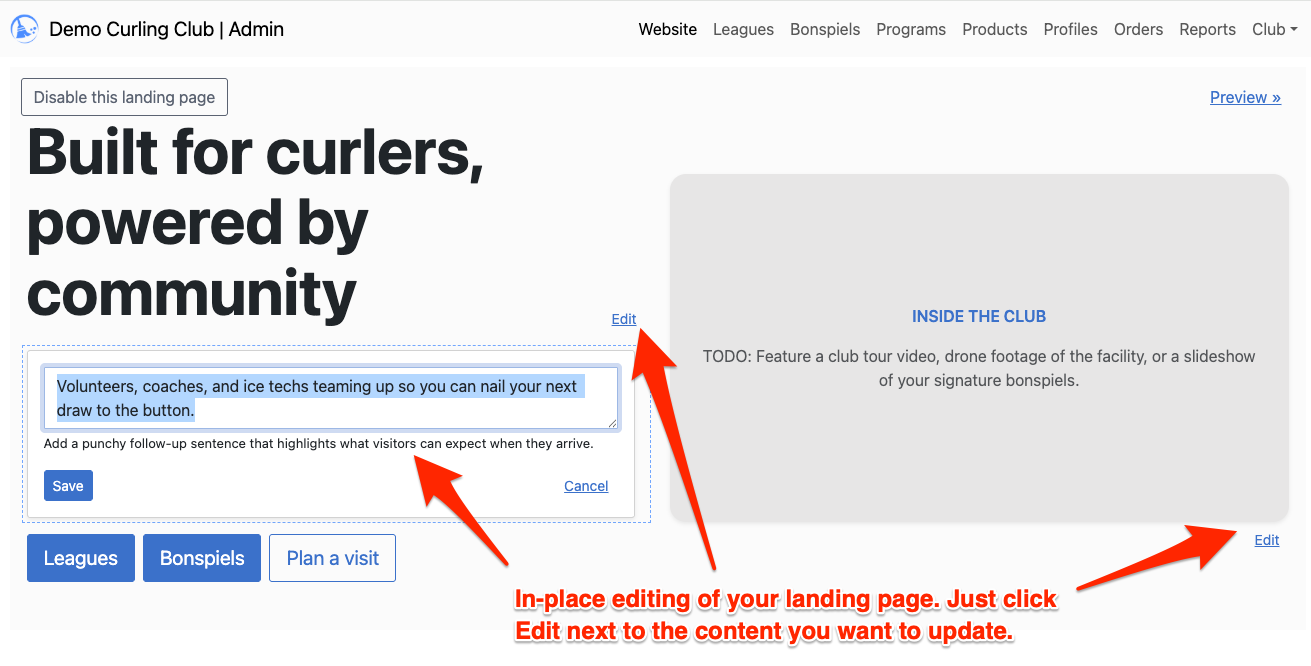 Demo Curling Club | Admin
Website Leagues Bonspiels Programs Products Profiles Orders Reports Club
Disable this landing page
Preview »
Built for curlers,
powered by
community
Edit
Volunteers, coaches, and ice techs teaming up so you can nail your next
draw to the button.
Add a punchy follow-up sentence that highlights what visitors can expect when they arrive.
Save
Cancel
Leagues
Bonspiels
Plan a visit
INSIDE THE CLUB
TODO: Feature a club tour video, drone footage of the facility, or a slideshow
of your signature bonspiels.
Edit
In-place editing of your landing page. Just click
Edit next to the content you want to update.